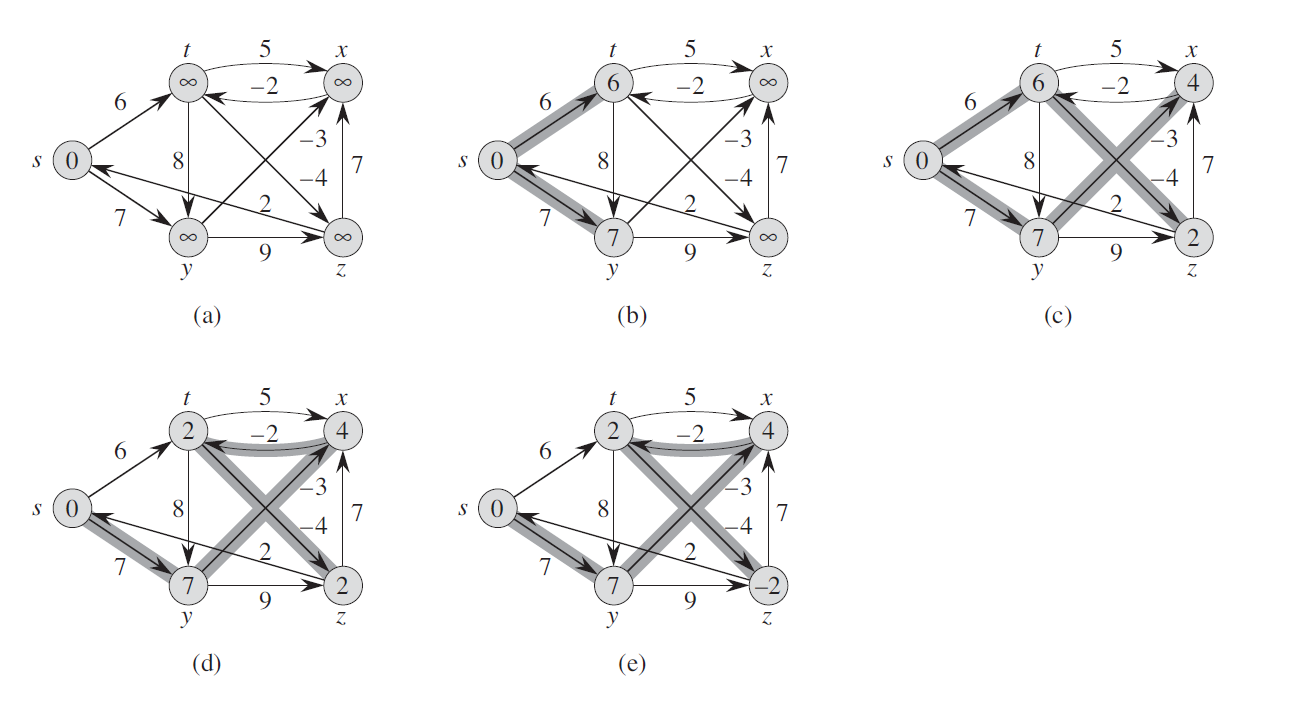 t 5 x t 5 x t 5 x
∞ −2 ∞ 6 −2 ∞ 6 −2 4
6 6 6
−3 −3 −3
s 0 8 7 s 0 8 7 s 0 8 7
−4 −4 −4
7 2 7 2 7 2
∞ 9 ∞ 7 9 ∞ 7 9 2
y z y z y z
(a) (b) (c)
t 5 x t 5 x
2 −2 4 2 −2 4
6 6
−3 −3
s 0 8 7 s 0 8 7
−4 −4
7 2 7 2
7 9 2 7 9 −2
y z y z
(d) (e)